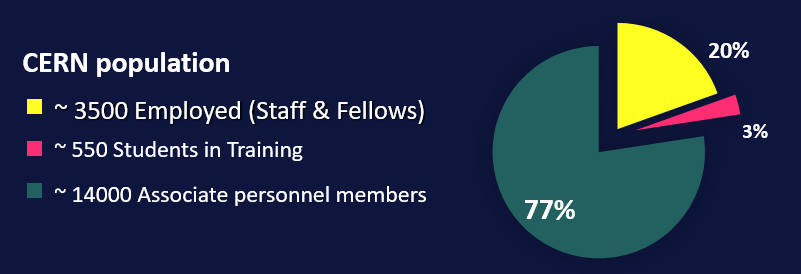 CERN population
~ 3500 Employed (Staff & Fellows)
~ 550 Students in Training
~ 14000 Associate personnel members
20%
3%
77%